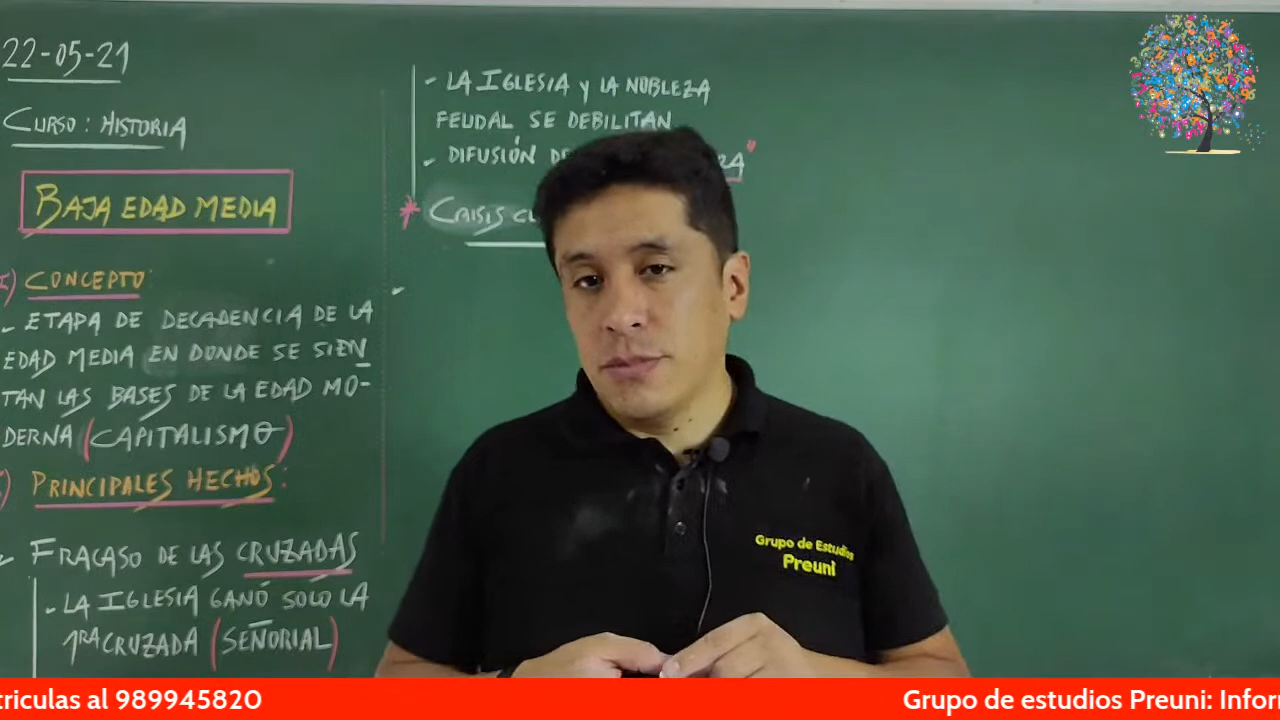 22-05-21
CURSO: HISTORIA
BAJA EDAD MEDIA
I) CONCEPTO
- ETAPA DE DECADENCIA DE LA
EDAD MEDIA EN DONDE SE SIEN
TAN LAS BASES DE LA EDAD MO-
DERNA (CAPITALISMO)
) PRINCIPALES HECHOS:
- FRACASO DE LAS CRUZADAS
- LA IGLESIA GANÓ SOLO LA
1RA CRUZADA (SEÑORIAL)
- LA IGLESIA Y LA NOBLEZA
FEUDAL SE DEBILITAN
- DIFUSIÓN DE
* CRISIS
Grupo de Estudios
Preuni
triculas al 989945820
Grupo de estudios Preuni: Infor